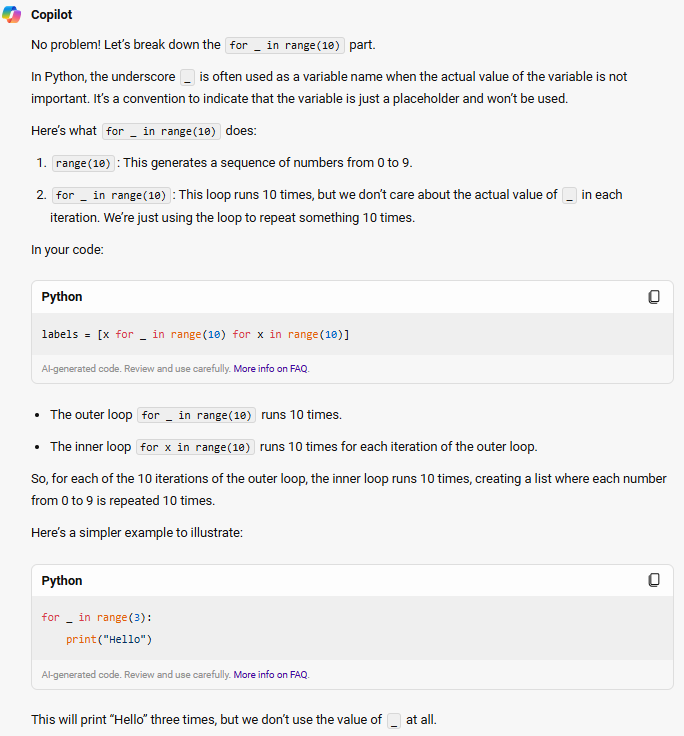 Copilot
No problem! Let's break down the for _ in range(10) part.
In Python, the underscore _ is often used as a variable name when the actual value of the variable is not
important. It's a convention to indicate that the variable is just a placeholder and won't be used.
Here's what for _ in range(10) does:
1. range(10) : This generates a sequence of numbers from 0 to 9.
2. for _ in range(10) : This loop runs 10 times, but we don't care about the actual value of _ in each
iteration. We're just using the loop to repeat something 10 times.
In your code:
Python
labels = [x for _ in range(10) for x in range(10)]
AI-generated code. Review and use carefully. More info on FAQ.
• The outer loop for _ in range(10) runs 10 times.
• The inner loop for x in range(10) runs 10 times for each iteration of the outer loop.
So, for each of the 10 iterations of the outer loop, the inner loop runs 10 times, creating a list where each number
from 0 to 9 is repeated 10 times.
Here's a simpler example to illustrate:
Python
for _ in range(3):
    print("Hello")
AI-generated code. Review and use carefully. More info on FAQ.
This will print “Hello” three times, but we don't use the value of _ at all.